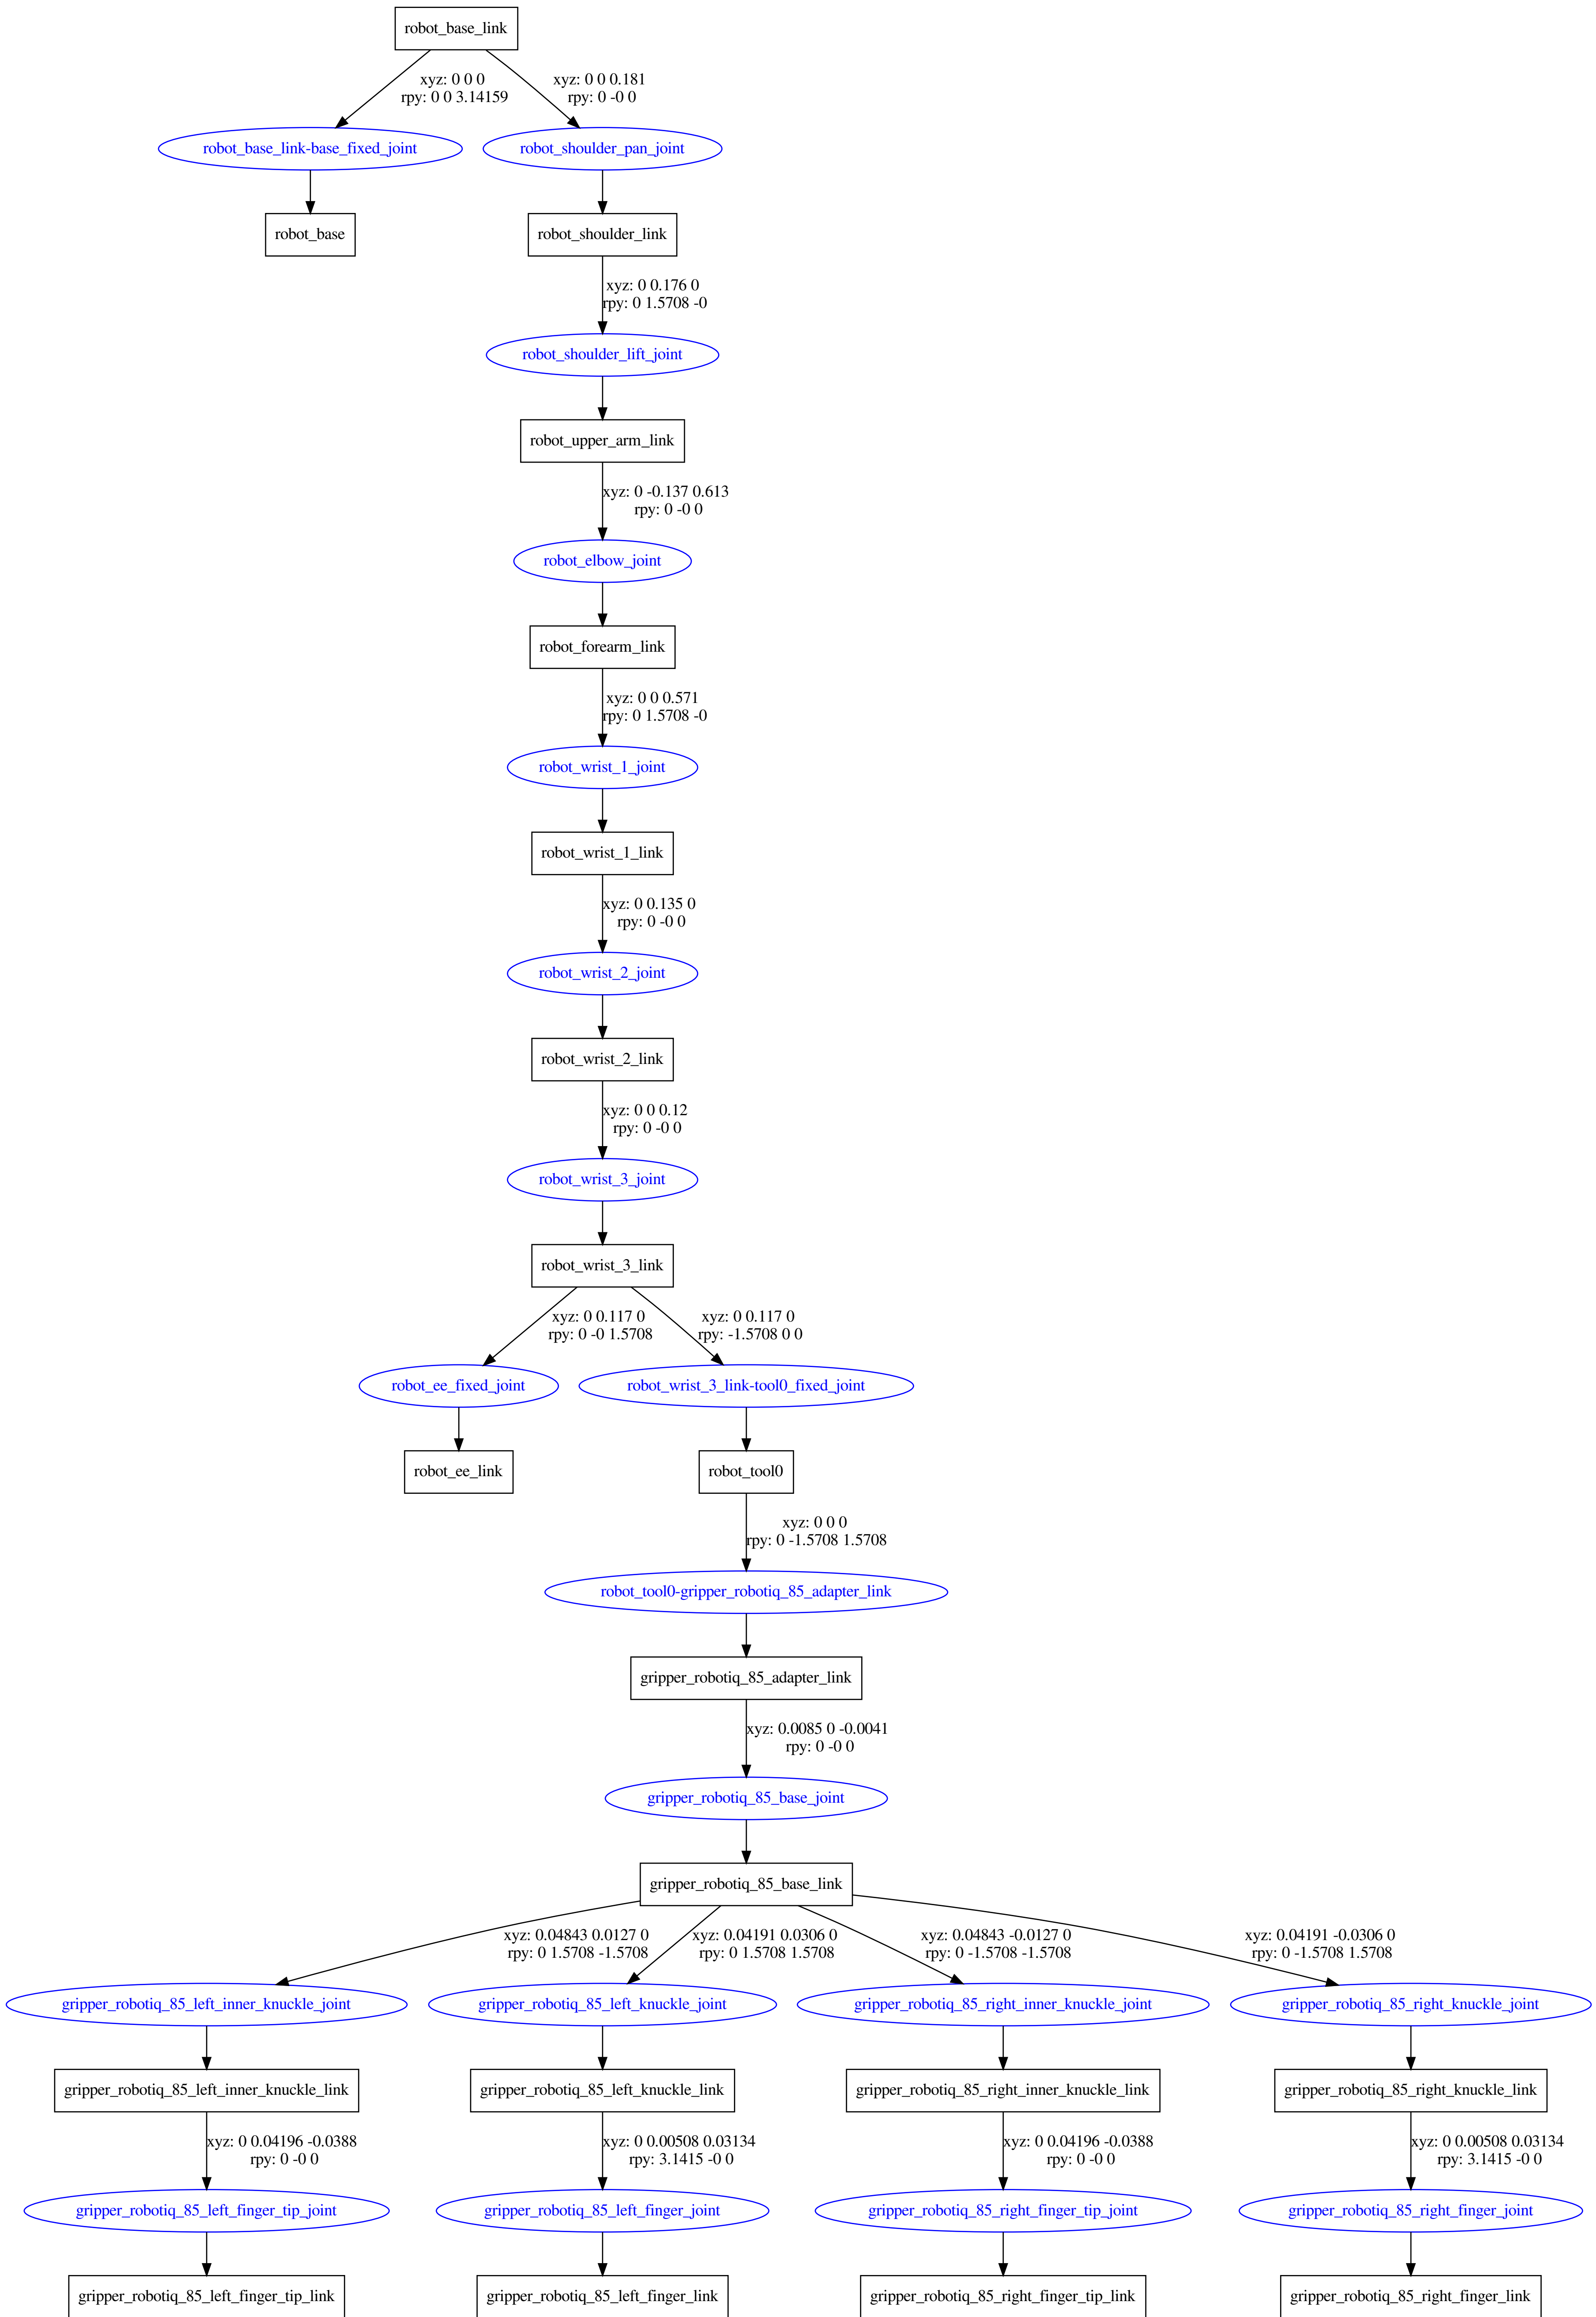 robot_base_link
xyz: 0 0 0
rpy: 0 0 3.14159
xyz: 0 0 0.181
rpy: 0 -0 0
robot_base_link-base_fixed_joint
robot_shoulder_pan_joint
robot_base
robot_shoulder_link
xyz: 0 0.176 0
rpy: 0 1.5708 -0
robot_shoulder_lift_joint
robot_upper_arm_link
xyz: 0 -0.137 0.613
rpy: 0 -0 0
robot_elbow_joint
robot_forearm_link
xyz: 0 0 0.571
rpy: 0 1.5708 -0
robot_wrist_1_joint
robot_wrist_1_link
xyz: 0 0.135 0
rpy: 0 -0 0
robot_wrist_2_joint
robot_wrist_2_link
xyz: 0 0 0.12
rpy: 0 -0 0
robot_wrist_3_joint
robot_wrist_3_link
xyz: 0 0.117 0
rpy: 0 -0 1.5708
xyz: 0 0.117 0
rpy: -1.5708 0 0
robot_ee_fixed_joint
robot_wrist_3_link-tool0_fixed_joint
robot_ee_link
robot_tool0
xyz: 0 0 0
rpy: 0 -1.5708 1.5708
robot_tool0-gripper_robotiq_85_adapter_link
gripper_robotiq_85_adapter_link
xyz: 0.0085 0 -0.0041
rpy: 0 -0 0
gripper_robotiq_85_base_joint
gripper_robotiq_85_base_link
xyz: 0.04843 0.0127 0
rpy: 0 1.5708 -1.5708
xyz: 0.04191 0.0306 0
rpy: 0 1.5708 1.5708
xyz: 0.04843 -0.0127 0
rpy: 0 -1.5708 -1.5708
xyz: 0.04191 -0.0306 0
rpy: 0 -1.5708 1.5708
gripper_robotiq_85_left_inner_knuckle_joint
gripper_robotiq_85_left_knuckle_joint
gripper_robotiq_85_right_inner_knuckle_joint
gripper_robotiq_85_right_knuckle_joint
gripper_robotiq_85_left_inner_knuckle_link
gripper_robotiq_85_left_knuckle_link
gripper_robotiq_85_right_inner_knuckle_link
gripper_robotiq_85_right_knuckle_link
xyz: 0 0.04196 -0.0388
rpy: 0 -0 0
xyz: 0 0.00508 0.03134
rpy: 3.1415 -0 0
xyz: 0 0.04196 -0.0388
rpy: 0 -0 0
xyz: 0 0.00508 0.03134
rpy: 3.1415 -0 0
gripper_robotiq_85_left_finger_tip_joint
gripper_robotiq_85_left_finger_joint
gripper_robotiq_85_right_finger_tip_joint
gripper_robotiq_85_right_finger_joint
gripper_robotiq_85_left_finger_tip_link
gripper_robotiq_85_left_finger_link
gripper_robotiq_85_right_finger_tip_link
gripper_robotiq_85_right_finger_link